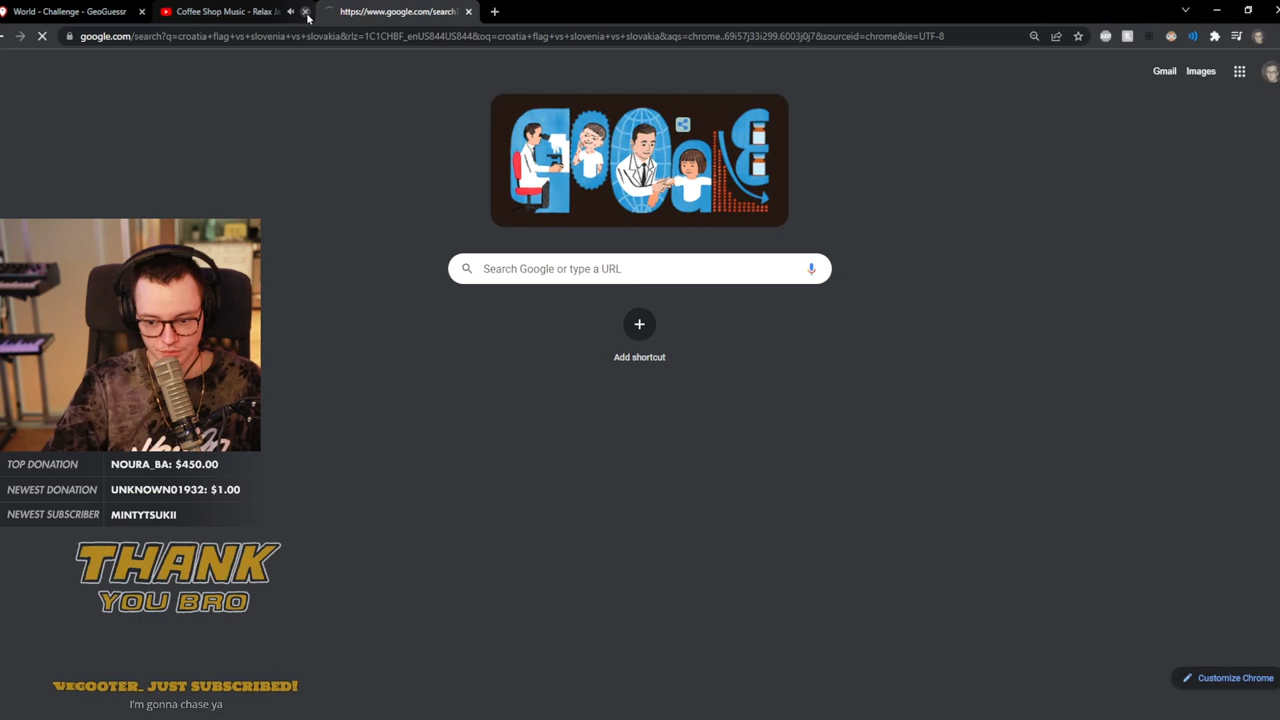 World - Challenge - GeoGuessr
Coffee Shop Music - Relax Ja
https://www.google.com/search?
google.com/search?q=croatia+flag+vs+slovenia+vs+slovakia&rlz=1C1CHBF_enUS844US844&oq=croatia+flag+vs+slovenia+vs+slovakia&aqs=chrome..69i57j33i299.6003j0j7&sourceid=chrome&ie=UTF-8
Gmail Images
Search Google or type a URL
Add shortcut
TOP DONATION NOURA_BA: $450.00
NEWEST DONATION UNKNOWN01932: $1.00
NEWEST SUBSCRIBER MINTYTSUKII
THANK
YOU BRO
Customize Chrome
VEGOOTER_ JUST SUBSCRIBED!
I'm gonna chase ya